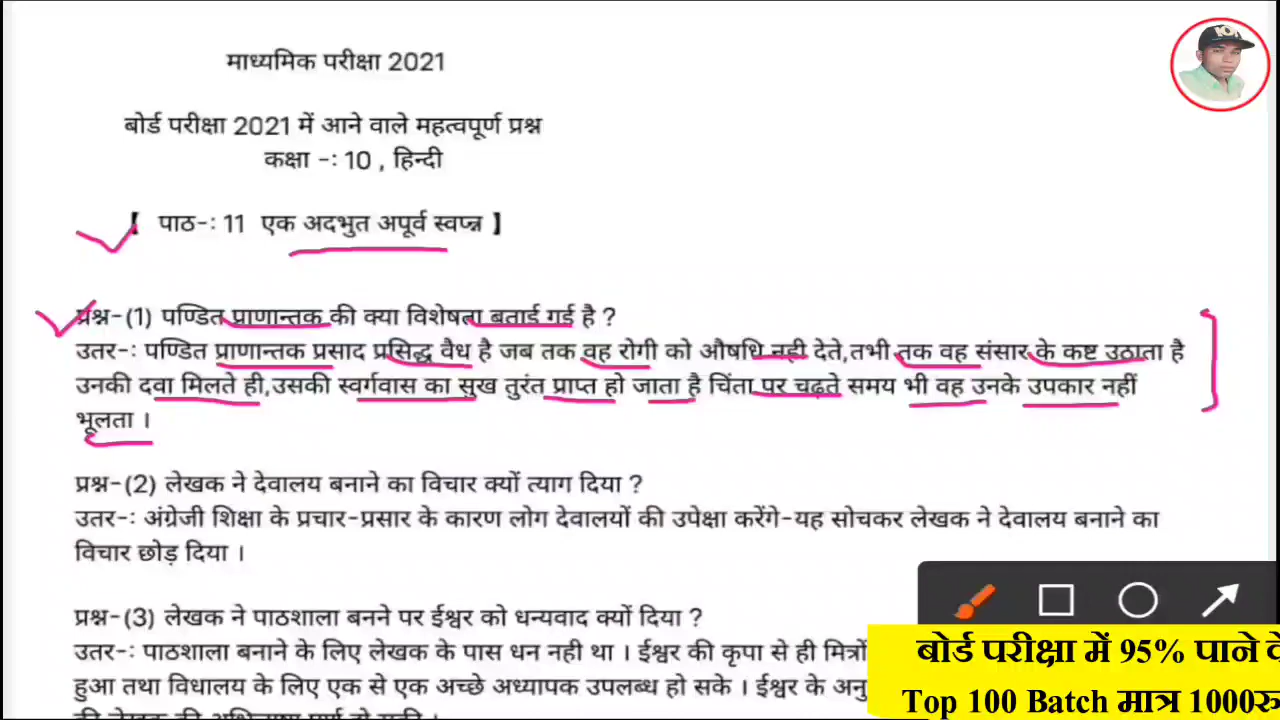 माध्यमिक परीक्षा 2021
बोर्ड परीक्षा 2021 में आने वाले महत्वपूर्ण प्रश्न
कक्षा -: 10 , हिन्दी
【 पाठ-: 11 एक अदभुत अपूर्व स्वप्न 】
प्रश्न-(1) पण्डित प्राणान्तक की क्या विशेषता बताई गई है ?
उतर-: पण्डित प्राणान्तक प्रसाद प्रसिद्ध वैध है जब तक वह रोगी को औषधि नही देते,तभी तक वह संसार के कष्ट उठाता है
उनकी दवा मिलते ही,उसकी स्वर्गवास का सुख तुरंत प्राप्त हो जाता है चिंता पर चढ़ते समय भी वह उनके उपकार नहीं
भूलता ।
प्रश्न-(2) लेखक ने देवालय बनाने का विचार क्यों त्याग दिया ?
उतर-: अंग्रेजी शिक्षा के प्रचार-प्रसार के कारण लोग देवालयों की उपेक्षा करेंगे-यह सोचकर लेखक ने देवालय बनाने का
विचार छोड़ दिया ।
प्रश्न-(3) लेखक ने पाठशाला बनने पर ईश्वर को धन्यवाद क्यों दिया ?
उतर-: पाठशाला बनाने के लिए लेखक के पास धन नही था । ईश्वर की कृपा से ही मित्रों
हुआ तथा विधालय के लिए एक से एक अच्छे अध्यापक उपलब्ध हो सके । ईश्वर के अनु
बोर्ड परीक्षा में 95% पाने के
Top 100 Batch मात्र 1000रु